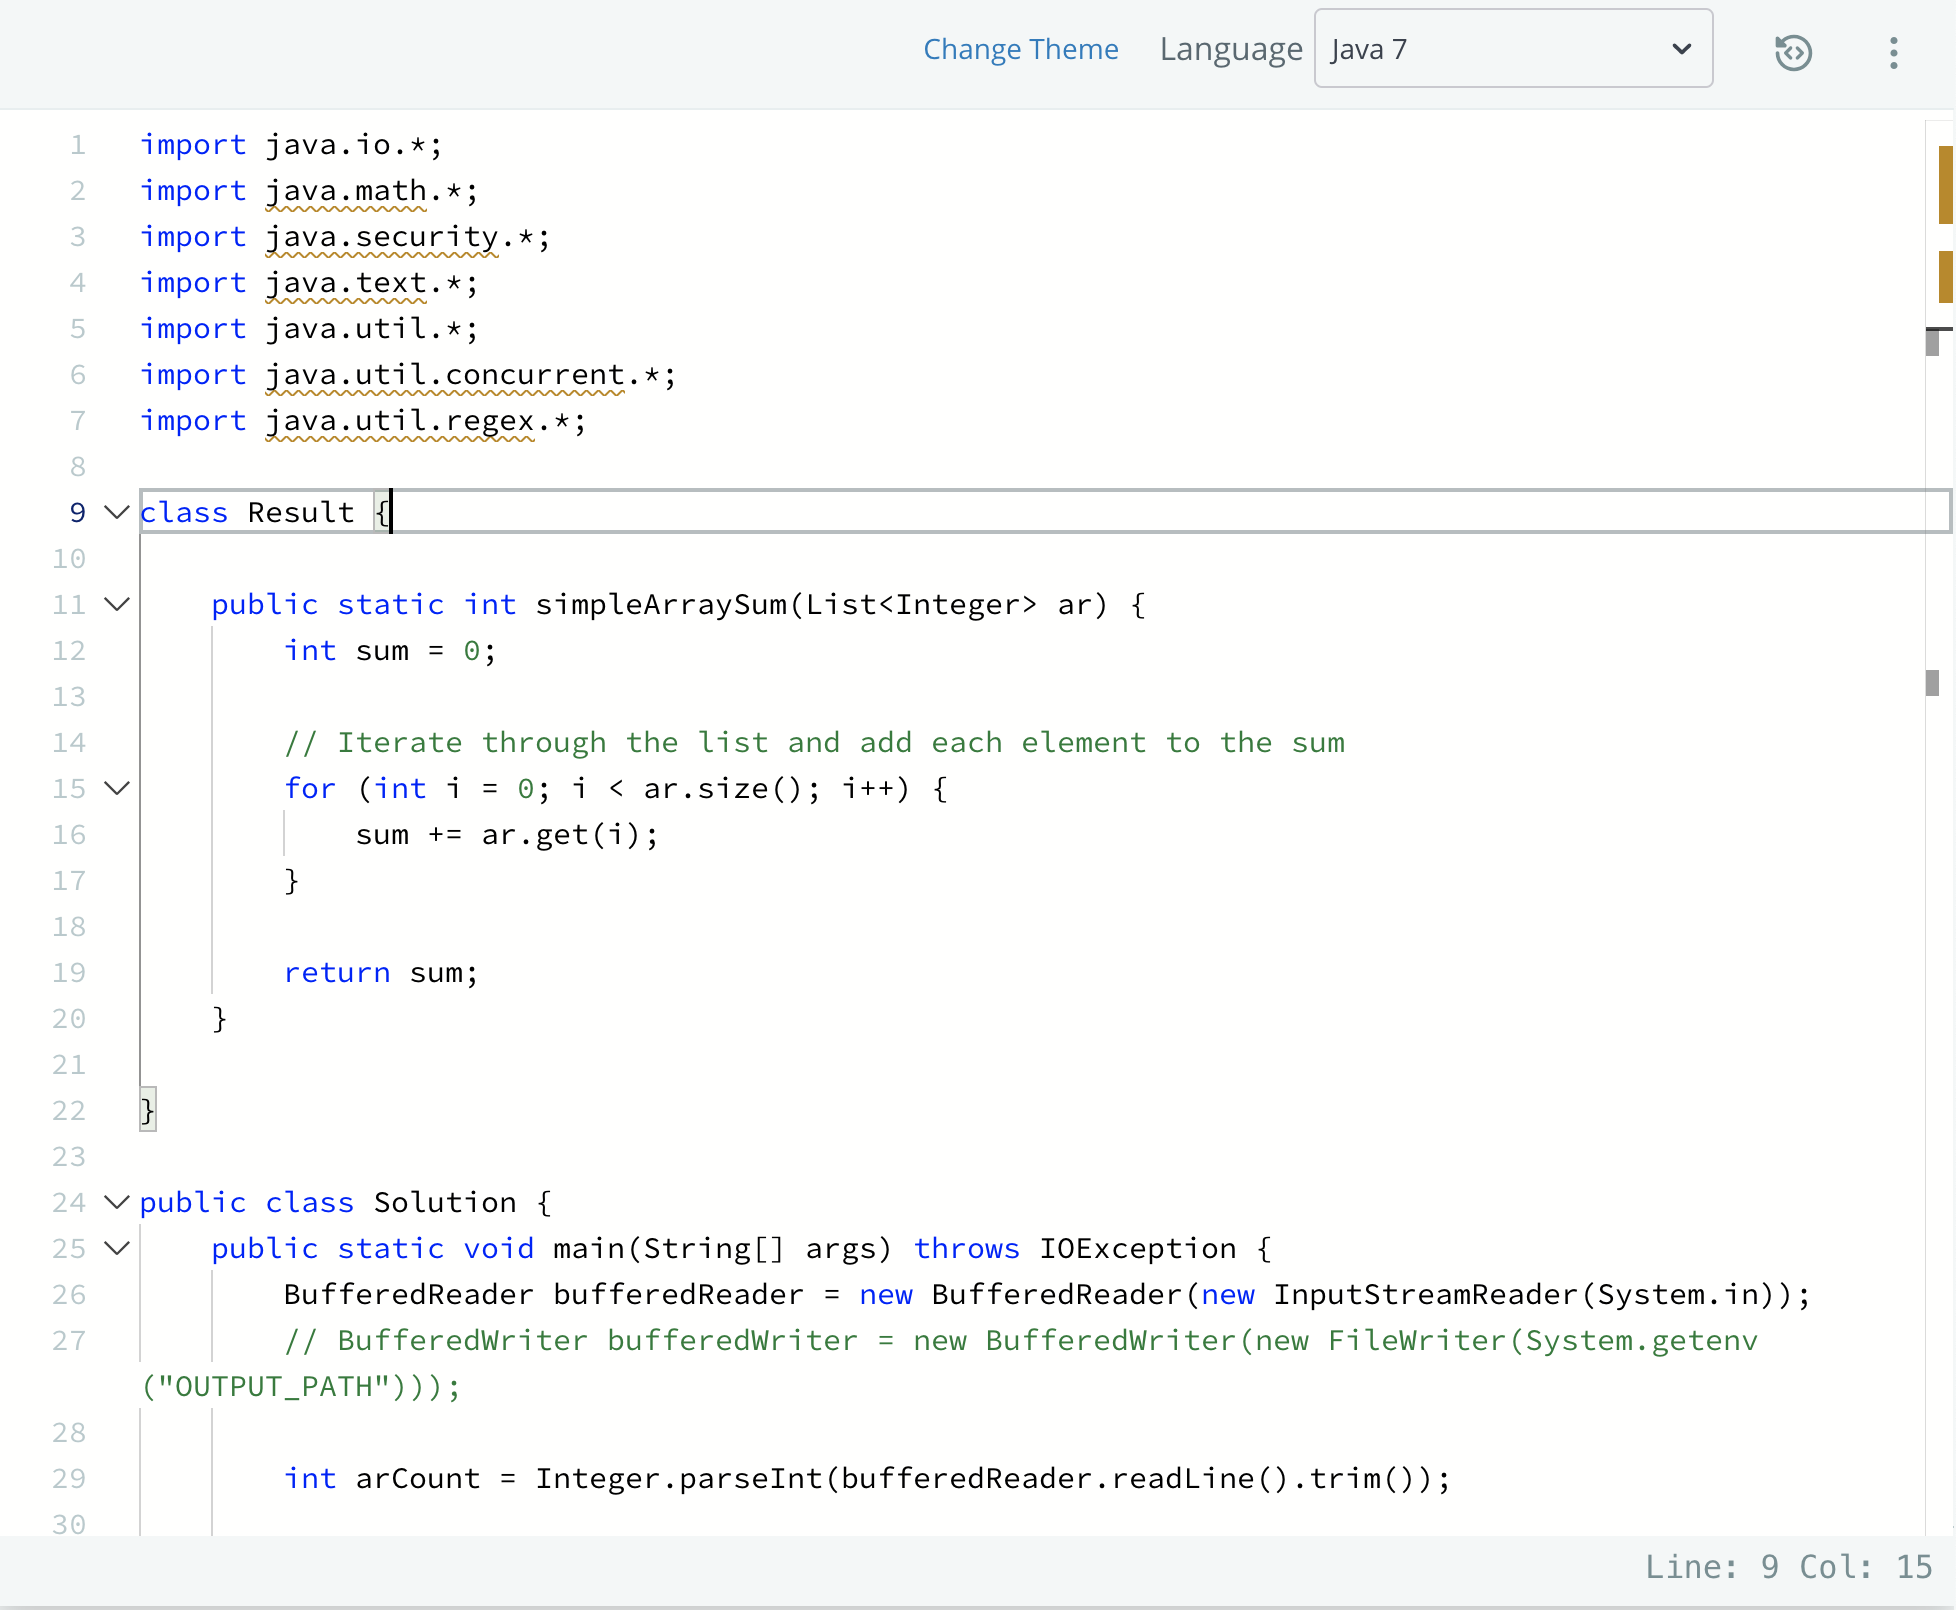 Change Theme Language Java 7
1 import java.io.*;
2 import java.math.*;
3 import java.security.*;
4 import java.text.*;
5 import java.util.*;
6 import java.util.concurrent.*;
7 import java.util.regex.*;
8
9 class Result {
10
11     public static int simpleArraySum(List<Integer> ar) {
12         int sum = 0;
13
14         // Iterate through the list and add each element to the sum
15         for (int i = 0; i < ar.size(); i++) {
16             sum += ar.get(i);
17         }
18
19         return sum;
20     }
21
22 }
23
24 public class Solution {
25     public static void main(String[] args) throws IOException {
26         BufferedReader bufferedReader = new BufferedReader(new InputStreamReader(System.in));
27         // BufferedWriter bufferedWriter = new BufferedWriter(new FileWriter(System.getenv
("OUTPUT_PATH")));
28
29         int arCount = Integer.parseInt(bufferedReader.readLine().trim());
30
Line: 9 Col: 15